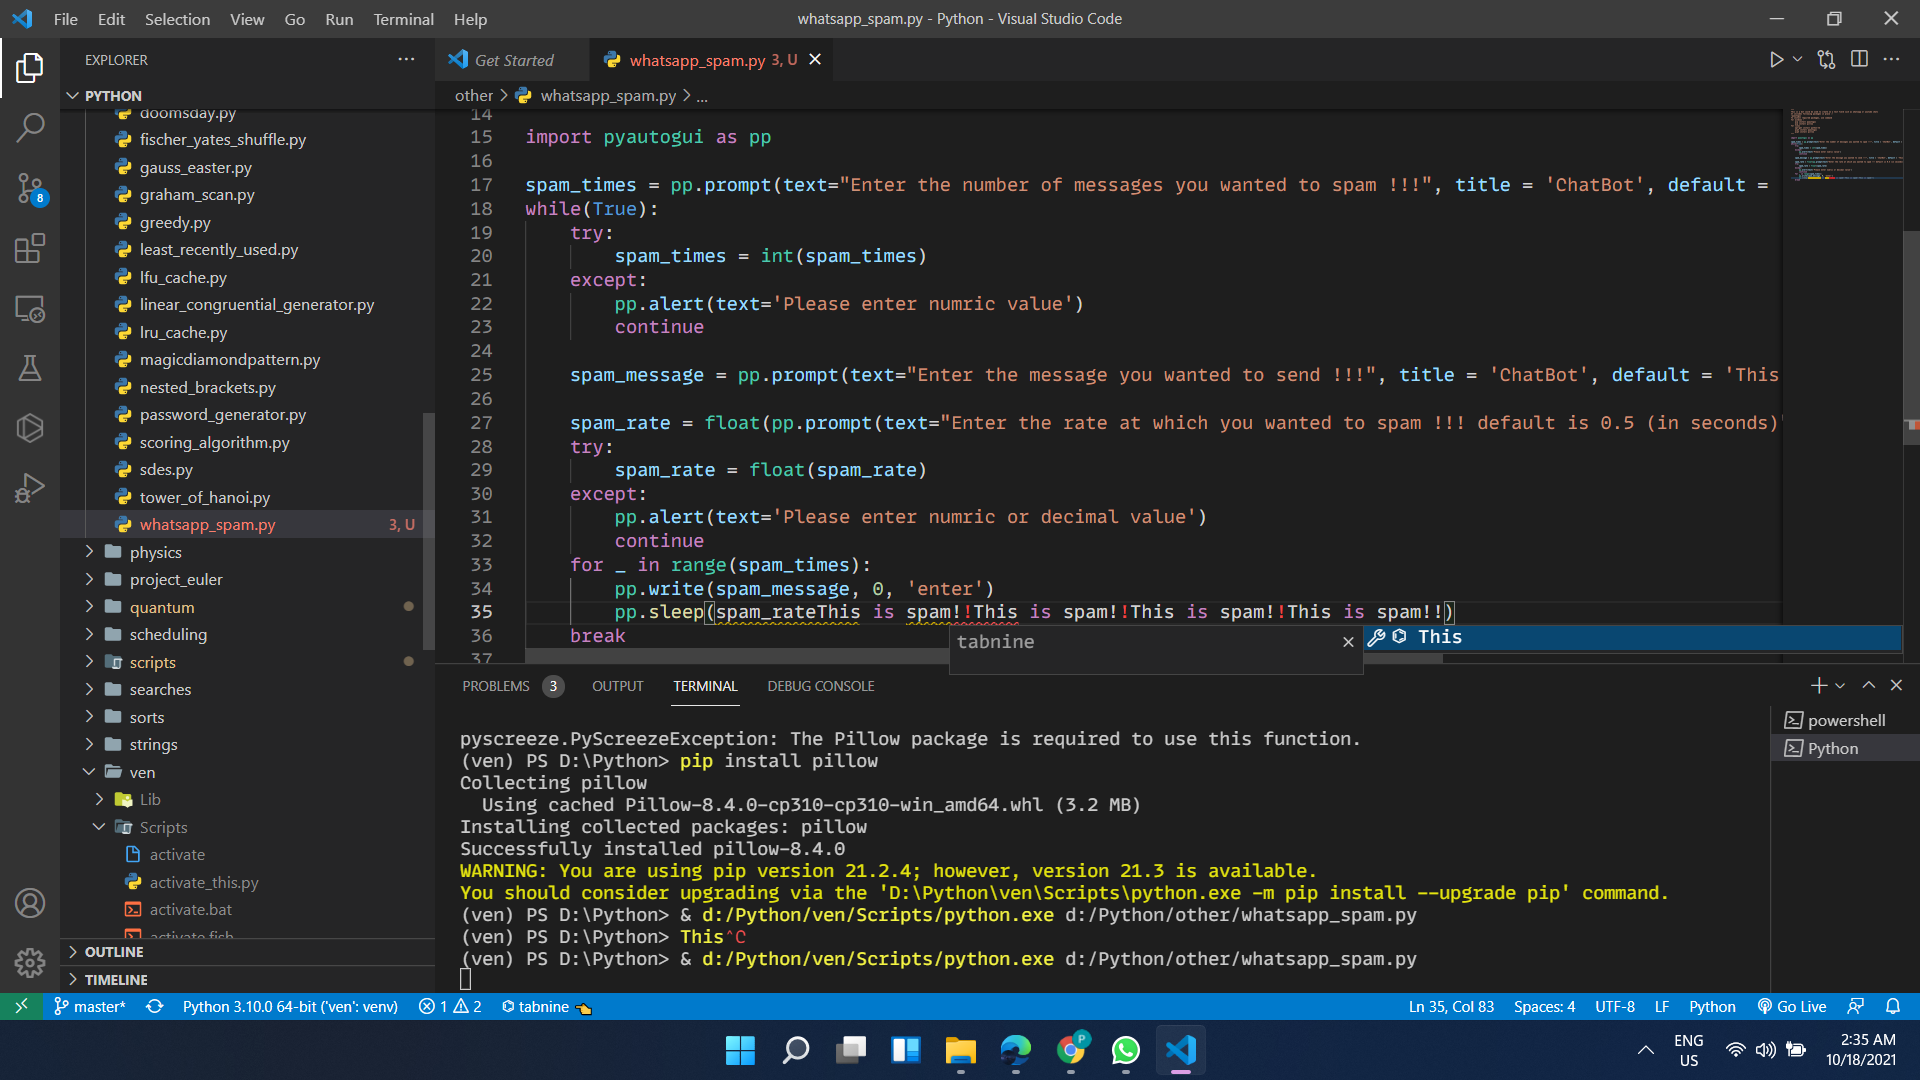 File Edit Selection View Go Run Terminal Help
whatsapp_spam.py - Python - Visual Studio Code
EXPLORER
Get Started
whatsapp_spam.py 3, U
PYTHON
other > whatsapp_spam.py > ...
doomsday.py
fischer_yates_shuffle.py
gauss_easter.py
graham_scan.py
greedy.py
least_recently_used.py
lfu_cache.py
linear_congruential_generator.py
lru_cache.py
magicdiamondpattern.py
nested_brackets.py
password_generator.py
scoring_algorithm.py
sdes.py
tower_of_hanoi.py
whatsapp_spam.py 3, U
physics
project_euler
quantum
scheduling
scripts
searches
sorts
strings
ven
Lib
Scripts
activate
activate_this.py
activate.bat
activate.fish
OUTLINE
TIMELINE
8
14
15 import pyautogui as pp
16
17 spam_times = pp.prompt(text="Enter the number of messages you wanted to spam !!!", title = 'ChatBot', default =
18 while(True):
19 try:
20 spam_times = int(spam_times)
21 except:
22 pp.alert(text='Please enter numric value')
23 continue
24
25 spam_message = pp.prompt(text="Enter the message you wanted to send !!!", title = 'ChatBot', default = 'This
26
27 spam_rate = float(pp.prompt(text="Enter the rate at which you wanted to spam !!! default is 0.5 (in seconds)"
28 try:
29 spam_rate = float(spam_rate)
30 except:
31 pp.alert(text='Please enter numric or decimal value')
32 continue
33 for _ in range(spam_times):
34 pp.write(spam_message, 0, 'enter')
35 pp.sleep(spam_rateThis is spam!!This is spam!!This is spam!!This is spam!!)
36 break
37
tabnine
This
PROBLEMS 3 OUTPUT TERMINAL DEBUG CONSOLE
powershell
Python
pyscreeze.PyScreezeException: The Pillow package is required to use this function.
(ven) PS D:\Python> pip install pillow
Collecting pillow
Using cached Pillow-8.4.0-cp310-cp310-win_amd64.whl (3.2 MB)
Installing collected packages: pillow
Successfully installed pillow-8.4.0
WARNING: You are using pip version 21.2.4; however, version 21.3 is available.
You should consider upgrading via the 'D:\Python\ven\Scripts\python.exe -m pip install --upgrade pip' command.
(ven) PS D:\Python> & d:/Python/ven/Scripts/python.exe d:/Python/other/whatsapp_spam.py
(ven) PS D:\Python> This^C
(ven) PS D:\Python> & d:/Python/ven/Scripts/python.exe d:/Python/other/whatsapp_spam.py
master* Python 3.10.0 64-bit ('ven': venv) 1 2 tabnine
Ln 35, Col 83 Spaces: 4 UTF-8 LF Python Go Live
P
ENG
US
2:35 AM
10/18/2021